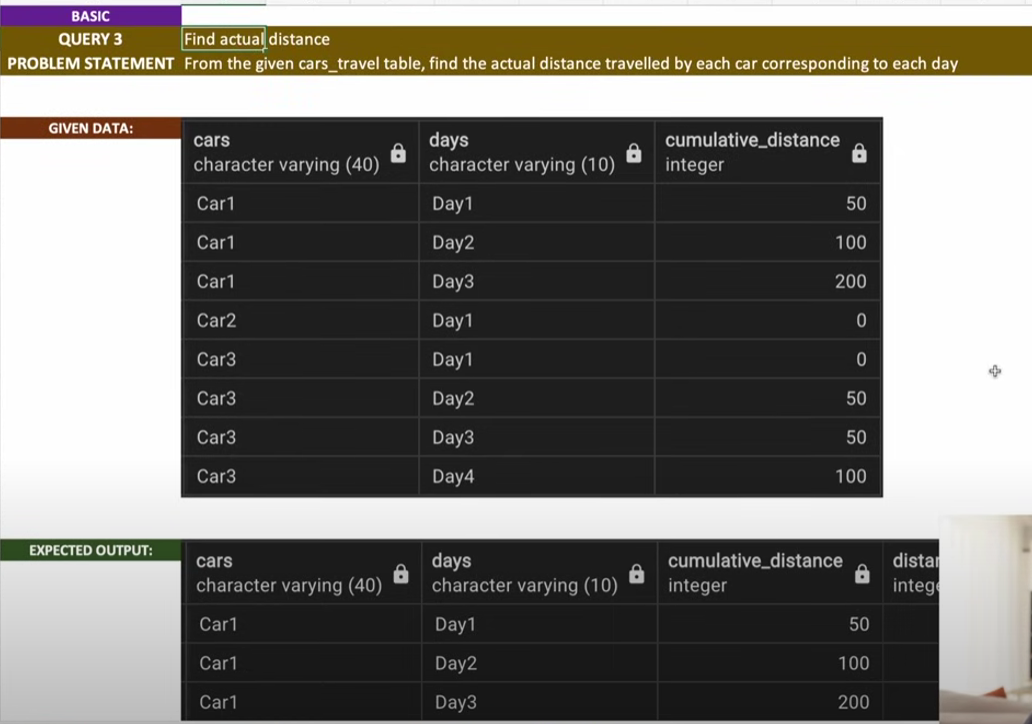 BASIC
QUERY 3 Find actual distance
PROBLEM STATEMENT From the given cars_travel table, find the actual distance travelled by each car corresponding to each day
GIVEN DATA:
cars days cumulative_distance
character varying (40) character varying (10) integer
Car1 Day1 50
Car1 Day2 100
Car1 Day3 200
Car2 Day1 0
Car3 Day1 0
Car3 Day2 50
Car3 Day3 50
Car3 Day4 100
EXPECTED OUTPUT:
cars days cumulative_distance
character varying (40) character varying (10) integer
Car1 Day1 50
Car1 Day2 100
Car1 Day3 200